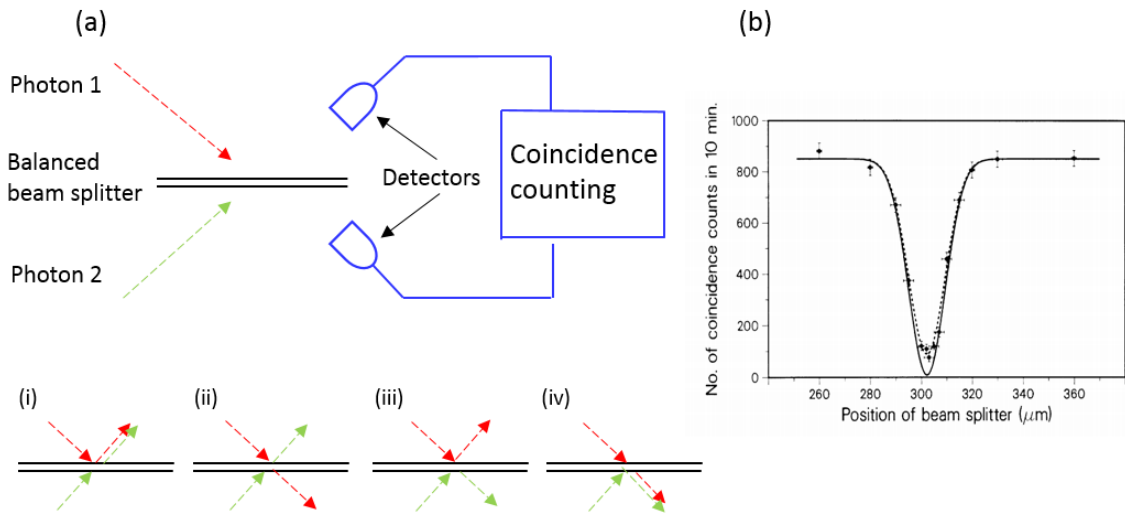 (a)
Photon 1
Balanced
beam splitter
Photon 2
Detectors
Coincidence
counting
(b)
No. of coincidence counts in 10 min.
1000
800
600
400
200
0
260
280
300
320
340
360
Position of beam splitter (μm)
(i)
(ii)
(iii)
(iv)